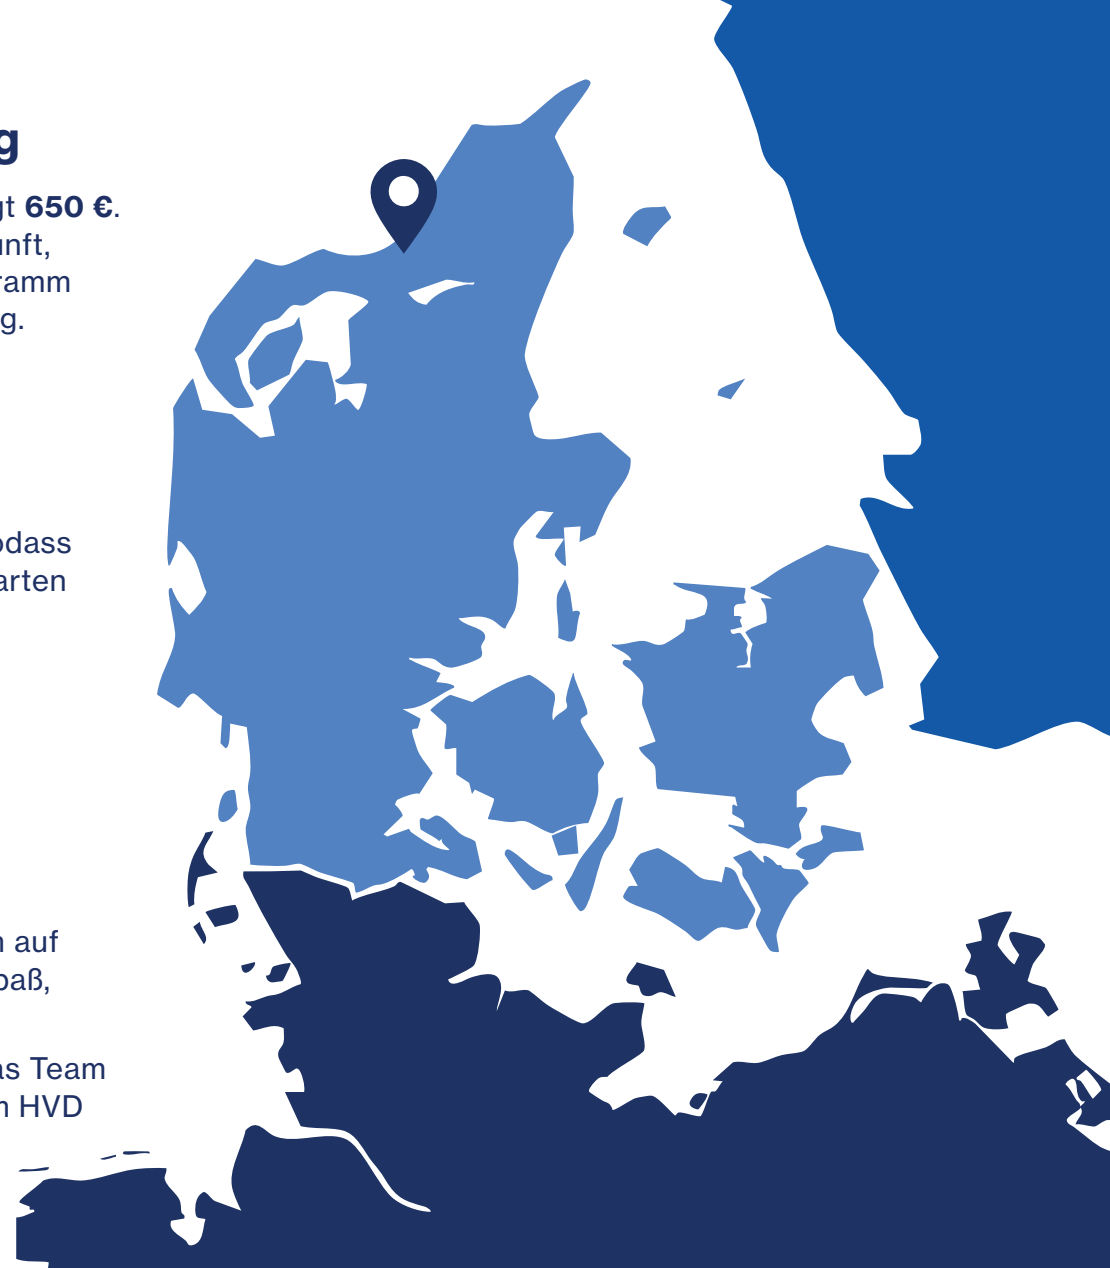 g
gt 650 €.
unft,
ramm
g.
odass
arten
n auf
paß,
as Team
m HVD